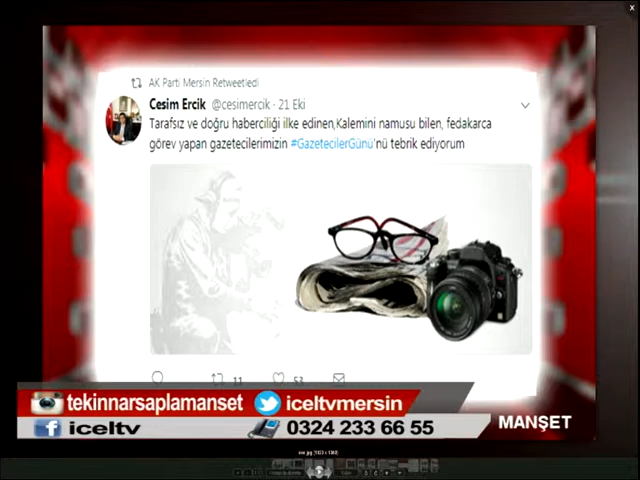 AK Parti Mersin Retweetledi
Cesim Ercik @cesimercik · 21 Eki
Tarafsız ve doğru haberciliği ilke edinen,Kalemini namusu bilen, fedakarca
görev yapan gazetecilerimizin #GazetecilerGünü'nü tebrik ediyorum
11 53
tekinnarsaplamanset iceltvmersin
iceltv 0324 233 66 55
MANŞET